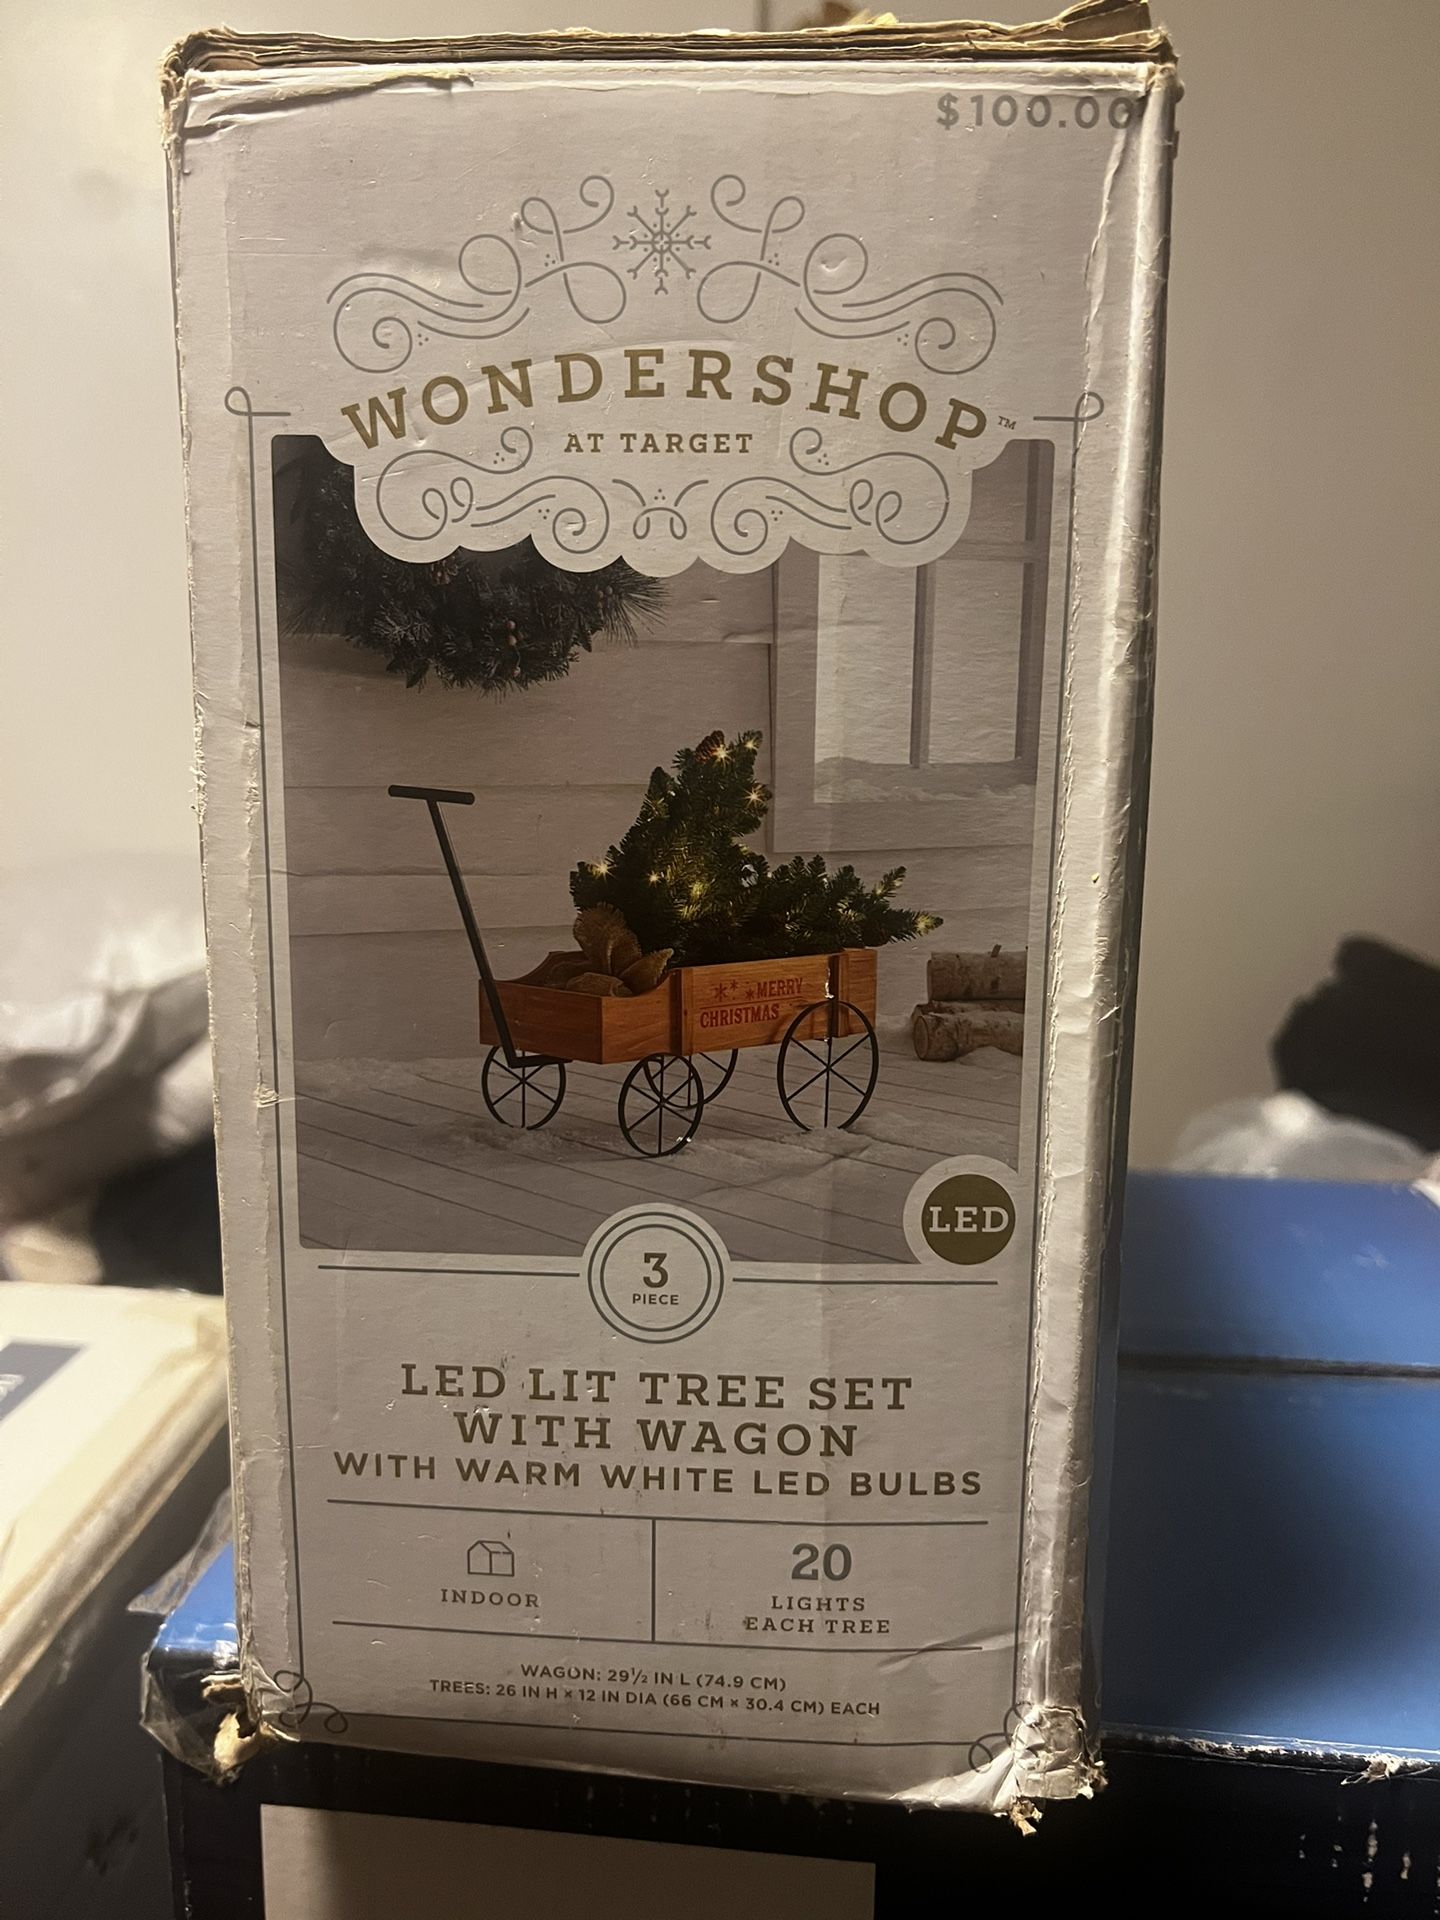 $100.00
WONDERSHOP™
AT TARGET
MERRY
CHRISTMAS
LED
3
PIECE
LED LIT TREE SET
WITH WAGON
WITH WARM WHITE LED BULBS
INDOOR
20
LIGHTS
EACH TREE
WAGON: 29½ IN L (74.9 CM)
TREES: 26 IN H × 12 IN DIA (66 CM × 30.4 CM) EACH